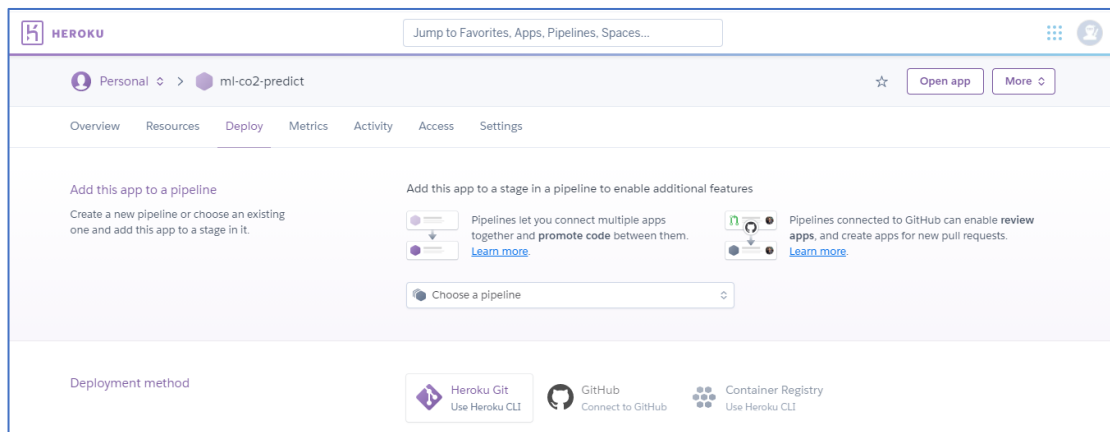 HEROKU
Jump to Favorites, Apps, Pipelines, Spaces...
Personal > ml-co2-predict
Open app
More
Overview Resources Deploy Metrics Activity Access Settings
Add this app to a pipeline
Create a new pipeline or choose an existing
one and add this app to a stage in it.
Add this app to a stage in a pipeline to enable additional features
Pipelines let you connect multiple apps
together and promote code between them.
Learn more.
Pipelines connected to GitHub can enable review
apps, and create apps for new pull requests.
Learn more.
Choose a pipeline
Deployment method
Heroku Git
Use Heroku CLI
GitHub
Connect to GitHub
Container Registry
Use Heroku CLI